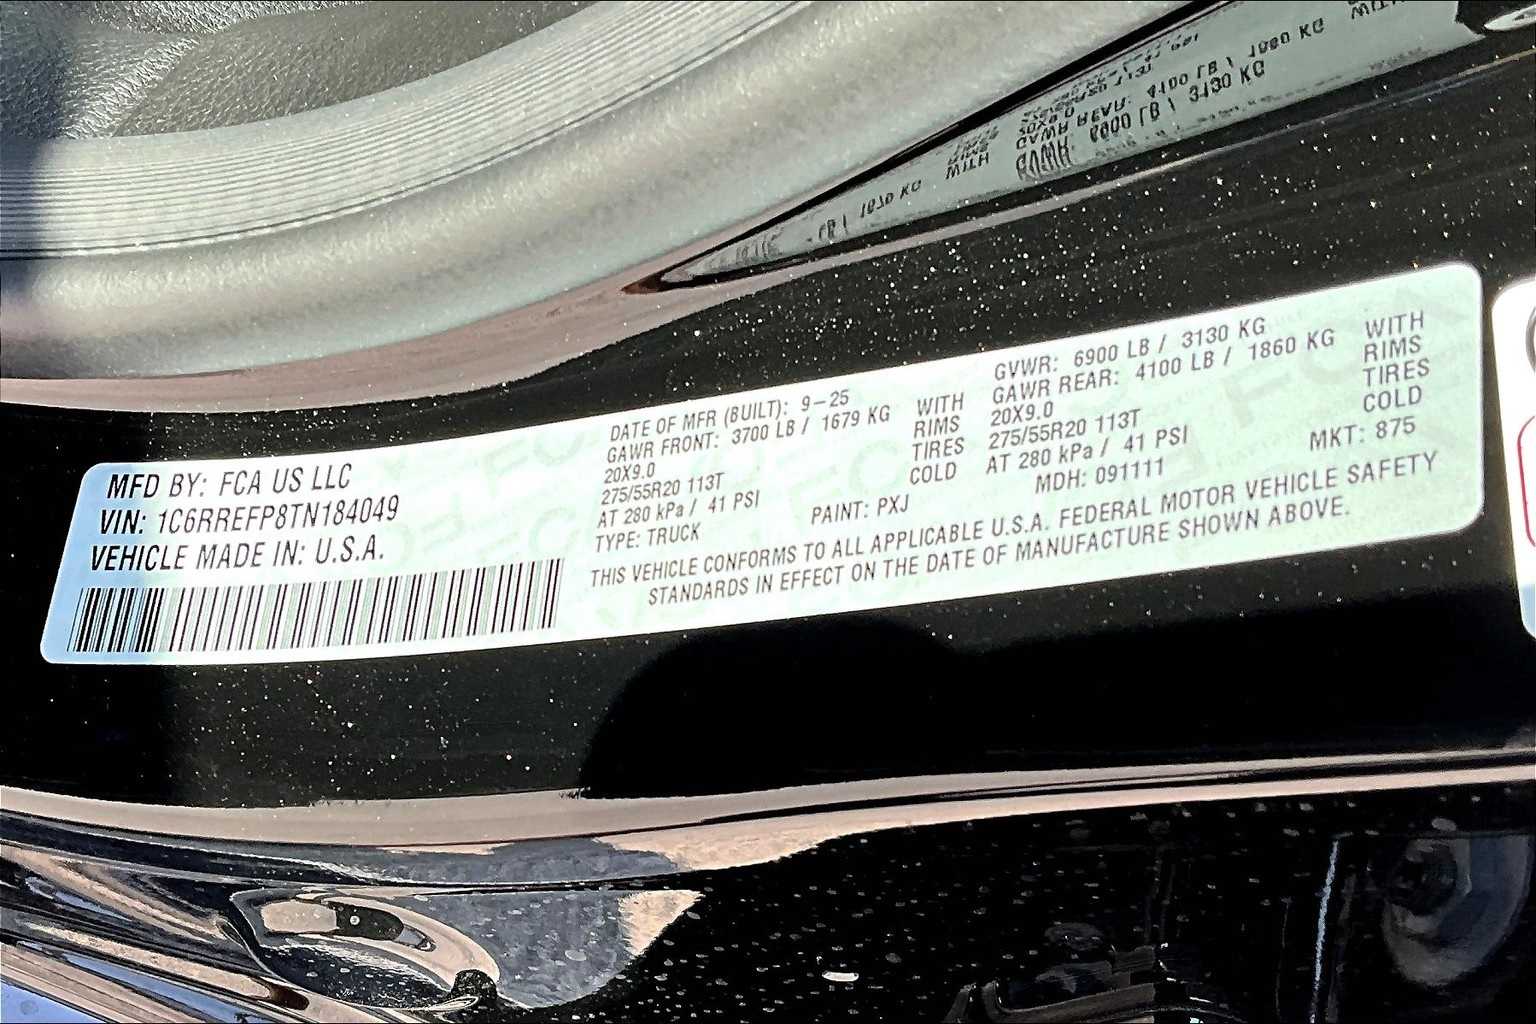 MFD BY: FCA US LLC
VIN: 1C6RREFP8TN184049
VEHICLE MADE IN: U.S.A.
DATE OF MFR (BUILT): 9-25
GAWR FRONT: 3700 LB / 1679 KG WITH
20X9.0 RIMS
275/55R20 113T TIRES
AT 280 kPa / 41 PSI COLD
TYPE: TRUCK PAINT: PXJ
GVWR: 6900 LB / 3130 KG
GAWR REAR: 4100 LB / 1860 KG WITH
20X9.0 RIMS
275/55R20 113T TIRES
AT 280 kPa / 41 PSI COLD
MDH: 091111 MKT: 875
THIS VEHICLE CONFORMS TO ALL APPLICABLE U.S.A. FEDERAL MOTOR VEHICLE SAFETY
STANDARDS IN EFFECT ON THE DATE OF MANUFACTURE SHOWN ABOVE.